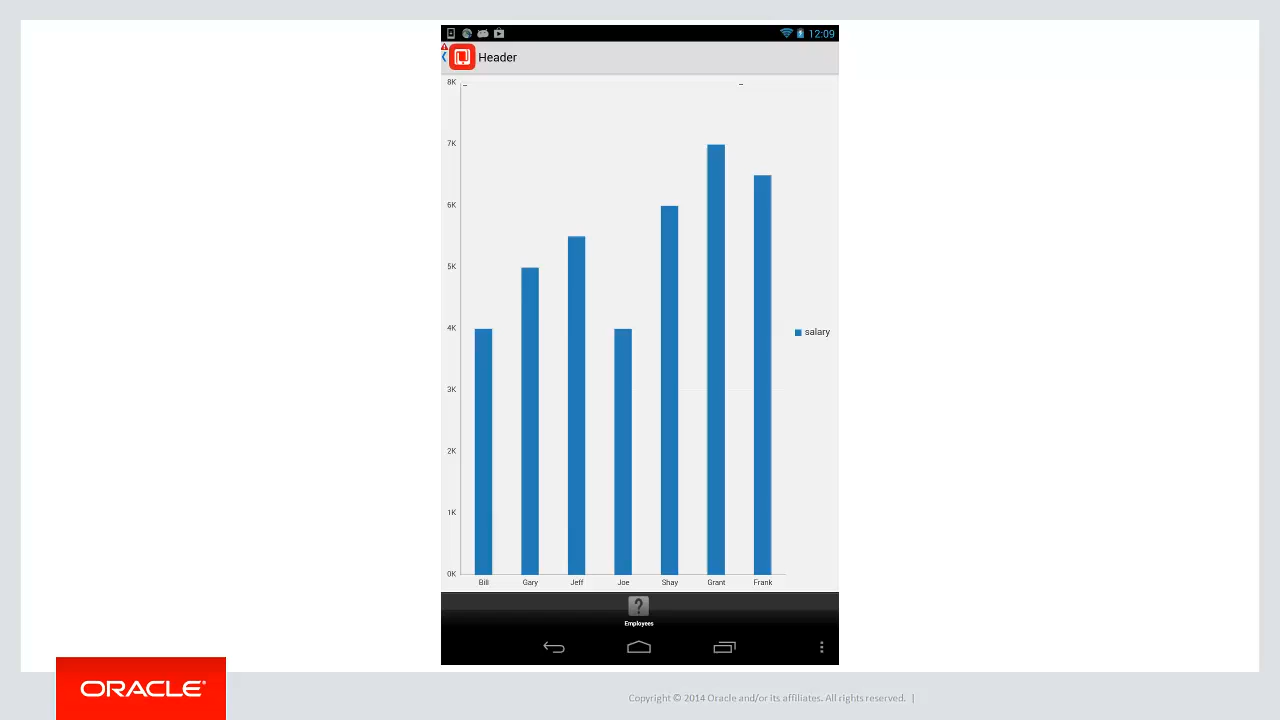 12:09
Header
8K
7K
6K
5K
4K
3K
2K
1K
0K
salary
Bill Gary Jeff Joe Shay Grant Frank
?
Employees
ORACLE®
Copyright © 2014 Oracle and/or its affiliates. All rights reserved. |